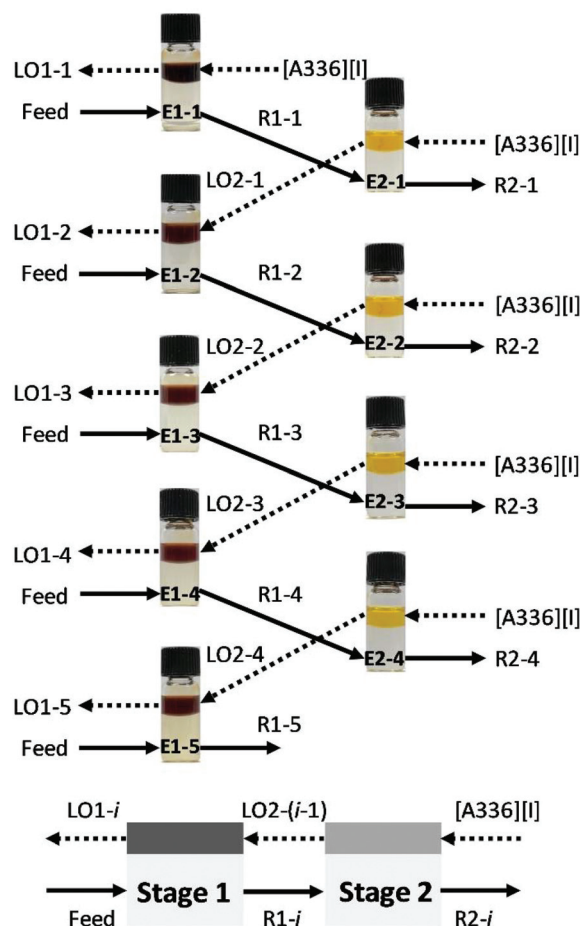 LO1-1
[A336][I]
Feed
E1-1
R1-1
[A336][I]
LO2-1
E2-1
R2-1
LO1-2
Feed
E1-2
R1-2
[A336][I]
LO2-2
E2-2
R2-2
LO1-3
Feed
E1-3
R1-3
[A336][I]
LO2-3
E2-3
R2-3
LO1-4
Feed
E1-4
R1-4
[A336][I]
LO2-4
E2-4
R2-4
LO1-5
R1-5
Feed
E1-5
LO1-i
LO2-(i-1)
[A336][I]
Stage 1
Stage 2
Feed
R1-i
R2-i